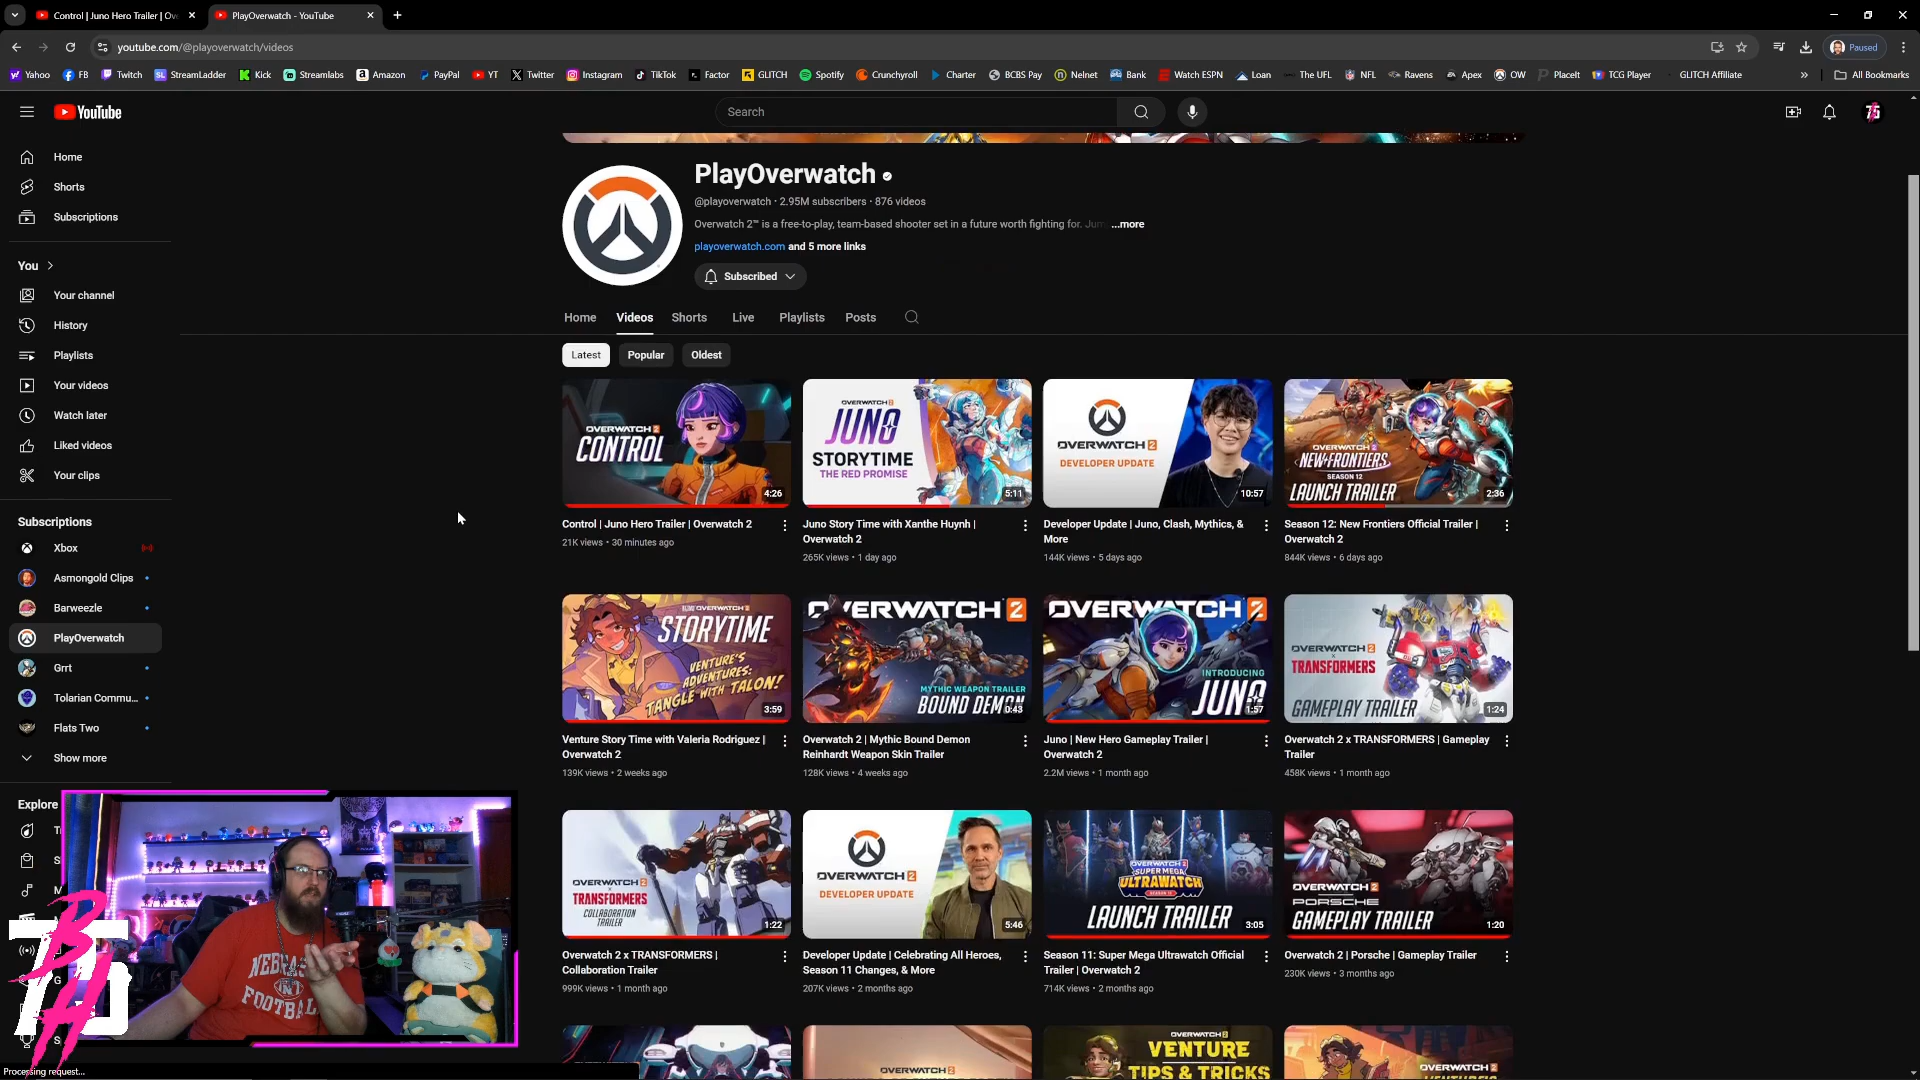 Control | Juno Hero Trailer | Ov
PlayOverwatch - YouTube
youtube.com/@playoverwatch/videos
Paused
Yahoo
FB
Twitch
StreamLadder
Kick
Streamlabs
Amazon
PayPal
YT
Twitter
Instagram
TikTok
Factor
GLITCH
Spotify
Crunchyroll
Charter
BCBS Pay
Nelnet
Bank
Watch ESPN
Loan
The UFL
NFL
Ravens
Apex
OW
PlaceIt
TCG Player
GLITCH Affiliate
All Bookmarks
YouTube
Search
Home
Shorts
Subscriptions
You
Your channel
History
Playlists
Your videos
Watch later
Liked videos
Your clips
Subscriptions
Xbox
Asmongold Clips
Barweezle
PlayOverwatch
Grrt
Tolarian Commu...
Flats Two
Show more
Explore
PlayOverwatch
@playoverwatch • 2.95M subscribers • 876 videos
Overwatch 2™ is a free-to-play, team-based shooter set in a future worth fighting for. Jum ...more
playoverwatch.com and 5 more links
Subscribed
Home
Videos
Shorts
Live
Playlists
Posts
Latest
Popular
Oldest
OVERWATCH 2
CONTROL
4:26
Control | Juno Hero Trailer | Overwatch 2
21K views • 30 minutes ago
OVERWATCH 2
JUNO
STORYTIME
THE RED PROMISE
5:11
Juno Story Time with Xanthe Huynh |
Overwatch 2
265K views • 1 day ago
OVERWATCH 2
DEVELOPER UPDATE
10:57
Developer Update | Juno, Clash, Mythics, &
More
144K views • 5 days ago
OVERWATCH 2
NEW FRONTIERS
SEASON 12
LAUNCH TRAILER
2:36
Season 12: New Frontiers Official Trailer |
Overwatch 2
844K views • 6 days ago
OVERWATCH 2
STORYTIME
VENTURE'S
ADVENTURES:
TANGLE WITH TALON!
3:59
Venture Story Time with Valeria Rodriguez |
Overwatch 2
139K views • 2 weeks ago
OVERWATCH 2
MYTHIC WEAPON TRAILER
BOUND DEMON
0:43
Overwatch 2 | Mythic Bound Demon
Reinhardt Weapon Skin Trailer
128K views • 4 weeks ago
OVERWATCH 2
INTRODUCING
JUNO
1:57
Juno | New Hero Gameplay Trailer |
Overwatch 2
2.2M views • 1 month ago
OVERWATCH 2
TRANSFORMERS
GAMEPLAY TRAILER
1:24
Overwatch 2 x TRANSFORMERS | Gameplay
Trailer
458K views • 1 month ago
OVERWATCH 2
TRANSFORMERS
COLLABORATION
TRAILER
1:22
Overwatch 2 x TRANSFORMERS |
Collaboration Trailer
999K views • 1 month ago
OVERWATCH 2
DEVELOPER UPDATE
5:46
Developer Update | Celebrating All Heroes,
Season 11 Changes, & More
207K views • 2 months ago
OVERWATCH 2
SUPER MEGA
ULTRAWATCH
SEASON 11
LAUNCH TRAILER
3:05
Season 11: Super Mega Ultrawatch Official
Trailer | Overwatch 2
714K views • 2 months ago
OVERWATCH 2
PORSCHE
GAMEPLAY TRAILER
1:20
Overwatch 2 | Porsche | Gameplay Trailer
230K views • 3 months ago
OVERWATCH 2
OVERWATCH 2
VENTURE
TIPS & TRICKS
OVERWATCH 2
NEBRASKA
FOOTBALL
BH
75
Processing request...